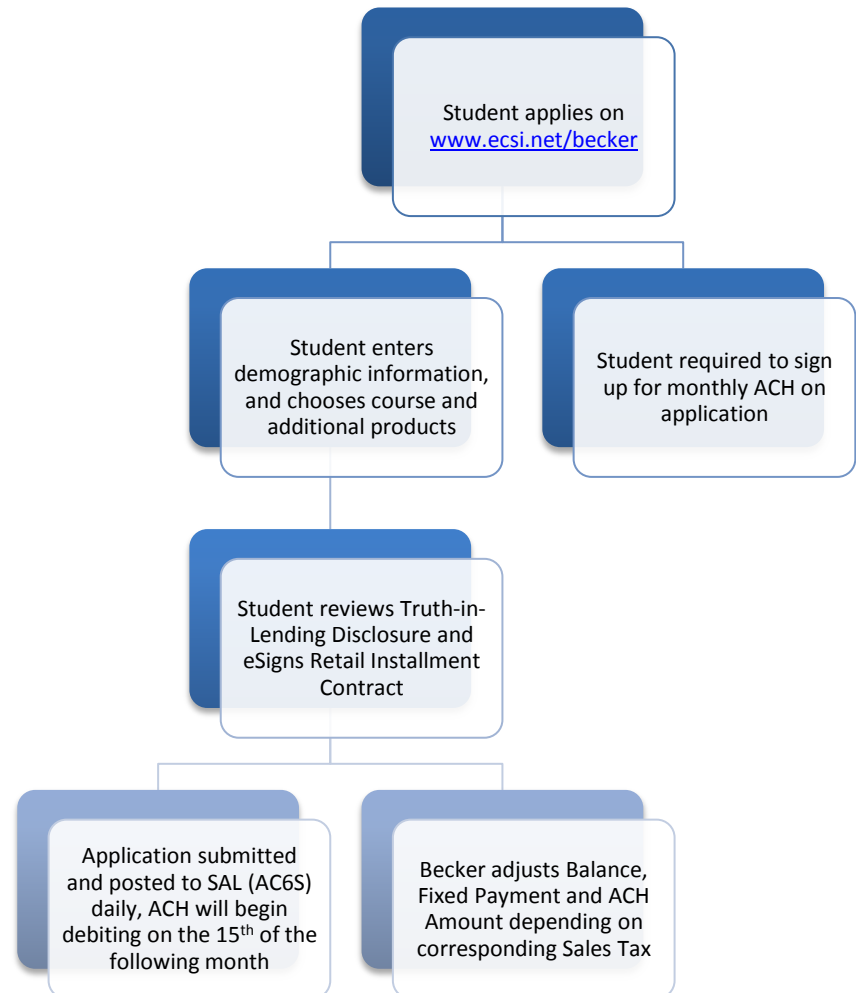 Student applies on
www.ecsi.net/becker
Student enters
demographic information,
and chooses course and
additional products
Student required to sign
up for monthly ACH on
application
Student reviews Truth-in-
Lending Disclosure and
eSigns Retail Installment
Contract
Application submitted
and posted to SAL (AC6S)
daily, ACH will begin
debiting on the 15th of the
following month
Becker adjusts Balance,
Fixed Payment and ACH
Amount depending on
corresponding Sales Tax